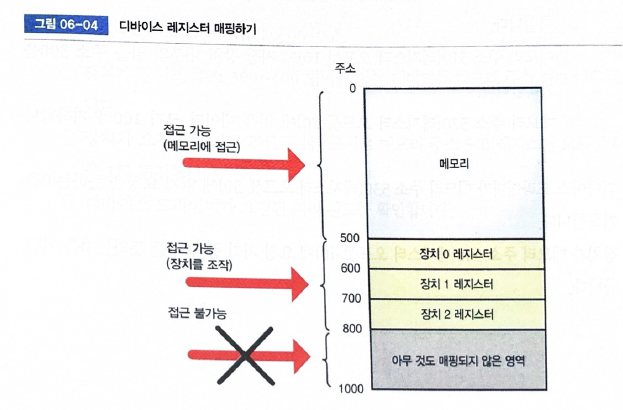 그림 06-04 디바이스 레지스터 매핑하기
주소
0
접근 가능
(메모리에 접근)
메모리
500
접근 가능
(장치를 조작)
장치 0 레지스터
600
장치 1 레지스터
700
접근 불가능
장치 2 레지스터
800
아무 것도 매핑되지 않은 영역
1000